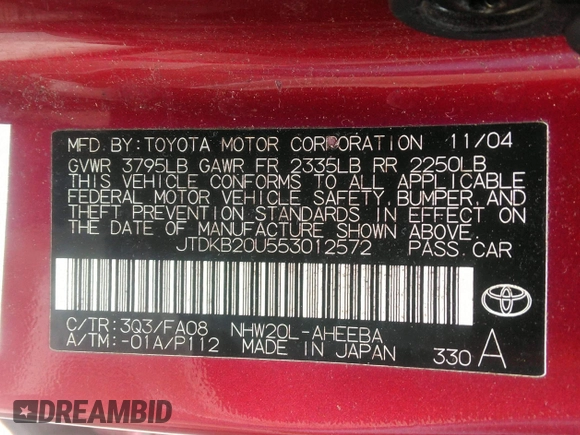 MFD. BY: TOYOTA MOTOR CORPORATION 11/04
GVWR 3795LB GAWR FR 2335LB RR 2250LB
THIS VEHICLE CONFORMS TO ALL APPLICABLE
FEDERAL MOTOR VEHICLE SAFETY, BUMPER, AND
THEFT PREVENTION STANDARDS IN EFFECT ON
THE DATE OF MANUFACTURE SHOWN ABOVE.
JTDKB20U553012572 PASS. CAR
C/TR: 3Q3/FA08 NHW20L-AHEEBA
A/TM: -01A/P112 MADE IN JAPAN 330 A
DREAMBID